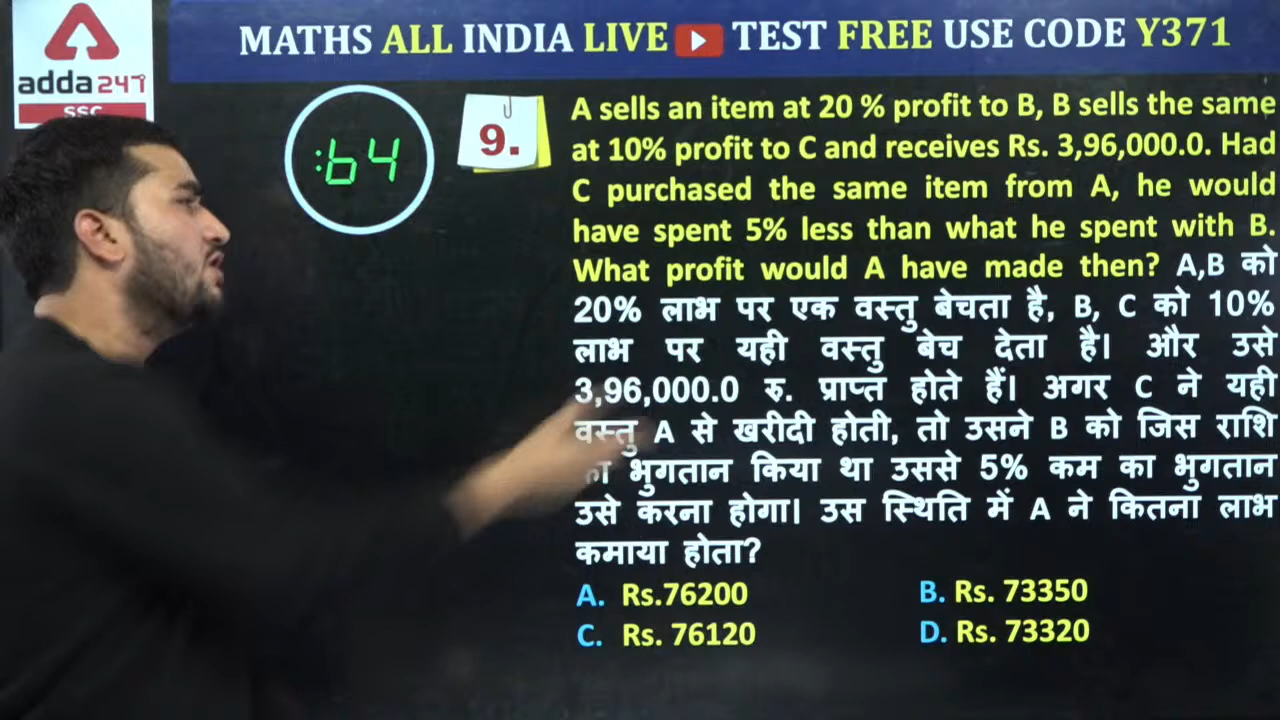 MATHS ALL INDIA LIVE TEST FREE USE CODE Y371
adda247
SSC
:64
9.
A sells an item at 20 % profit to B, B sells the same
at 10% profit to C and receives Rs. 3,96,000.0. Had
C purchased the same item from A, he would
have spent 5% less than what he spent with B.
What profit would A have made then? A,B को
20% लाभ पर एक वस्तु बेचता है, B, C को 10%
लाभ पर यही वस्तु बेच देता है। और उसे
3,96,000.0 रु. प्राप्त होते हैं। अगर C ने यही
वस्तु A से खरीदी होती, तो उसने B को जिस राशि
भुगतान किया था उससे 5% कम का भुगतान
उसे करना होगा। उस स्थिति में A ने कितना लाभ
कमाया होता?
A. Rs.76200
B. Rs. 73350
C. Rs. 76120
D. Rs. 73320